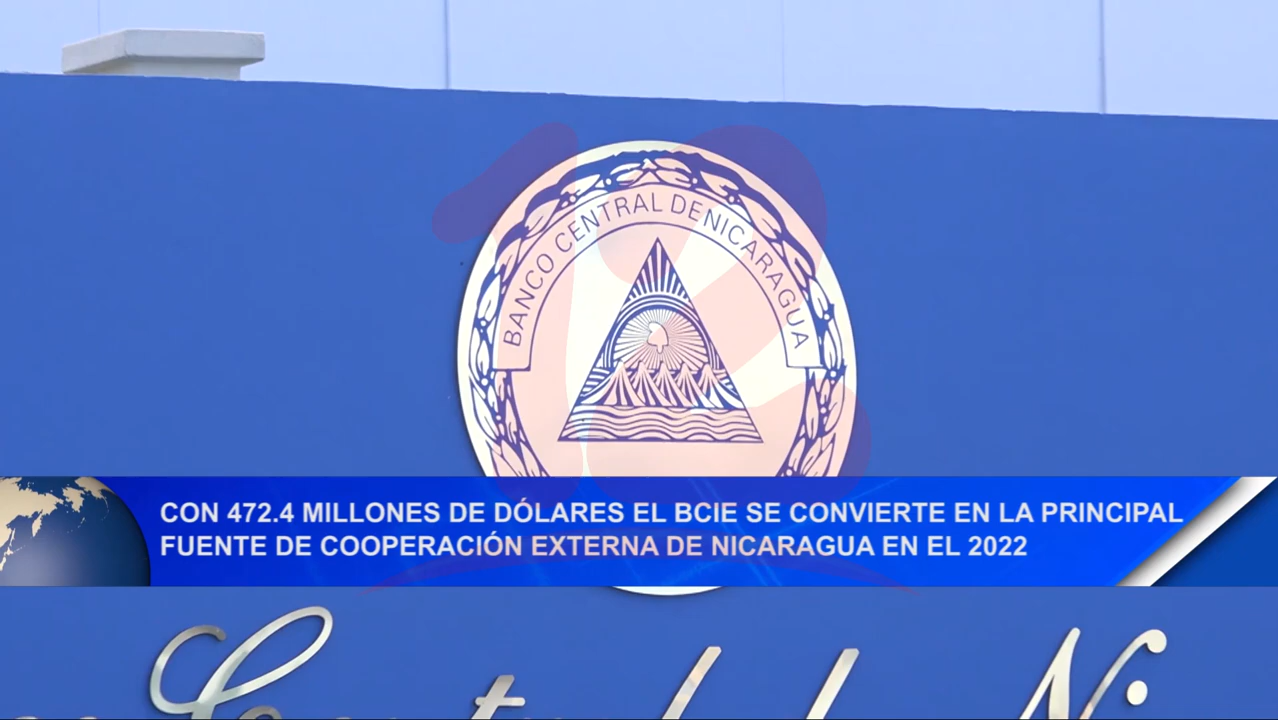 BANCO CENTRAL DE NICARAGUA
CON 472.4 MILLONES DE DÓLARES EL BCIE SE CONVIERTE EN LA PRINCIPAL
FUENTE DE COOPERACIÓN EXTERNA DE NICARAGUA EN EL 2022